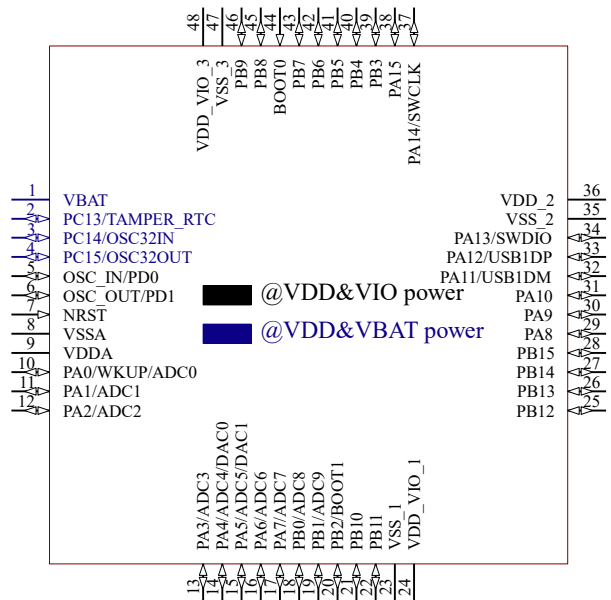 48 47 46 45 44 43 42 41 40 39 38 37
VDD_VIO_3
VSS_3
PB9
PB8
BOOT0
PB7
PB6
PB5
PB4
PB3
PA15
PA14/SWCLK
1 VBAT
2 PC13/TAMPER_RTC
3 PC14/OSC32IN
4 PC15/OSC32OUT
5 OSC_IN/PD0
6 OSC_OUT/PD1
7 NRST
8 VSSA
9 VDDA
10 PA0/WKUP/ADC0
11 PA1/ADC1
12 PA2/ADC2
@VDD&VIO power
@VDD&VBAT power
VDD_2 36
VSS_2 35
PA13/SWDIO 34
PA12/USB1DP 33
PA11/USB1DM 32
PA10 31
PA9 30
PA8 29
PB15 28
PB14 27
PB13 26
PB12 25
PA3/ADC3
PA4/ADC4/DAC0
PA5/ADC5/DAC1
PA6/ADC6
PA7/ADC7
PB0/ADC8
PB1/ADC9
PB2/BOOT1
PB10
PB11
VSS_1
VDD_VIO_1
13 14 15 16 17 18 19 20 21 22 23 24